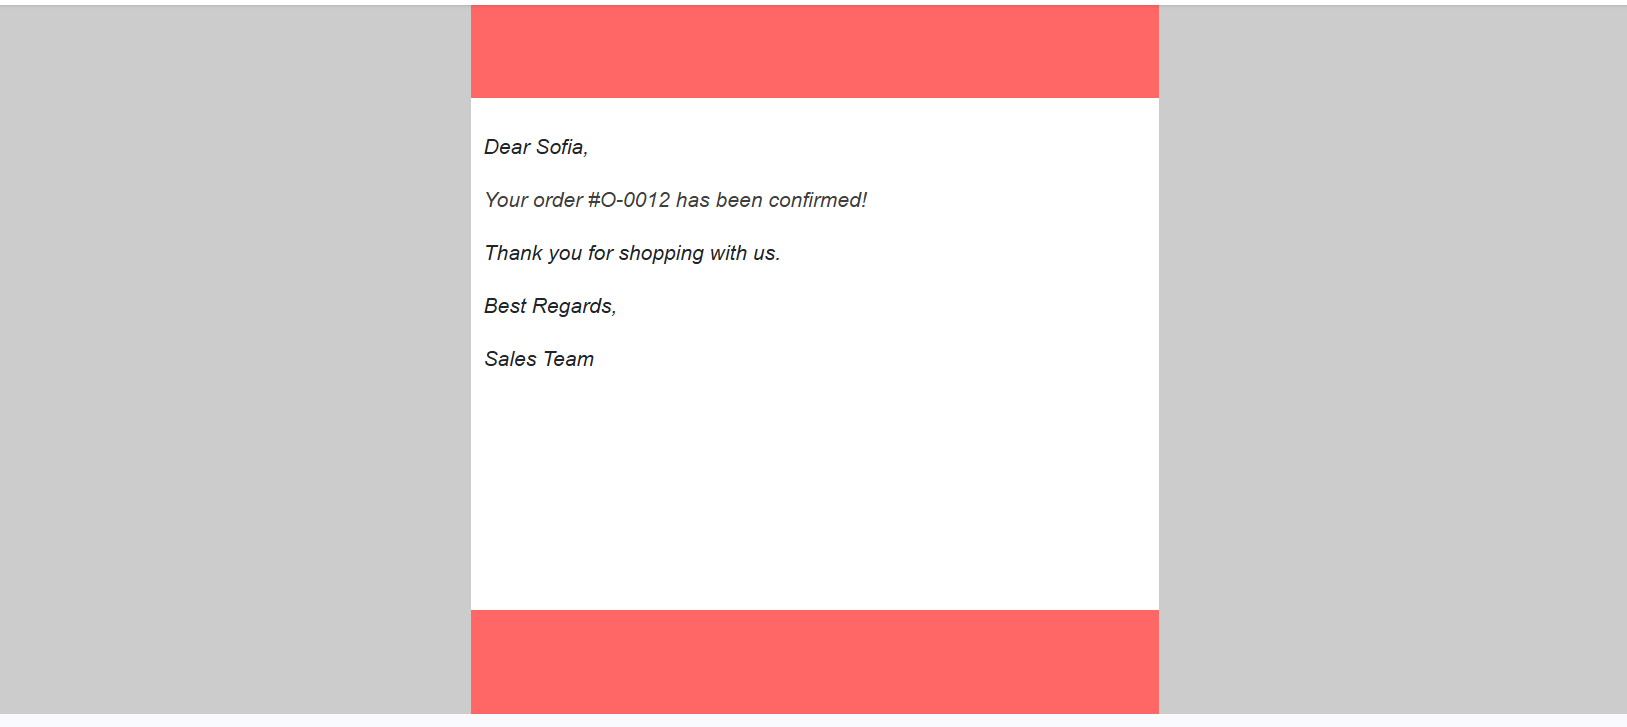 Dear Sofia,
Your order #O-0012 has been confirmed!
Thank you for shopping with us.
Best Regards,
Sales Team